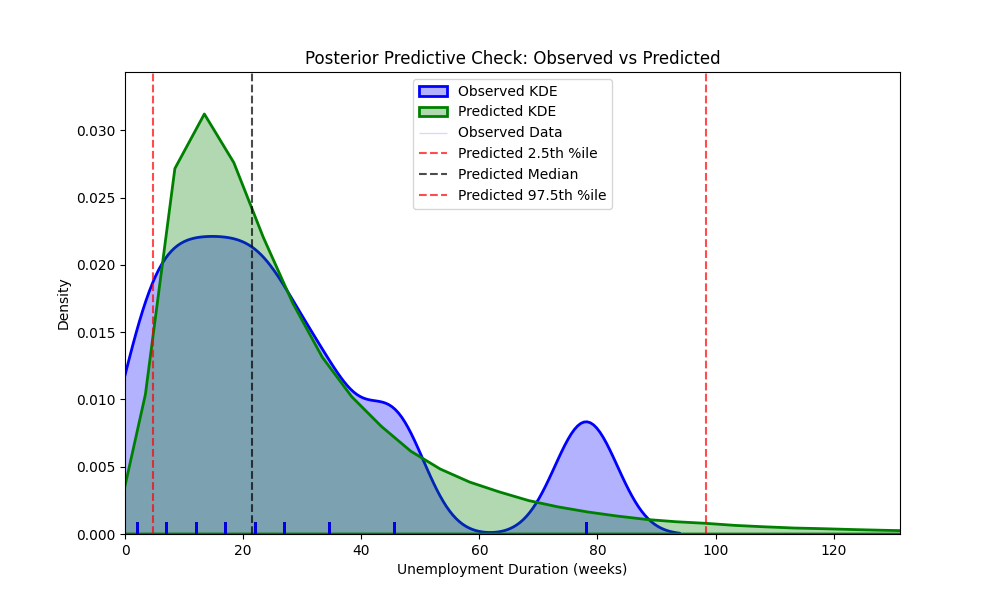 Posterior Predictive Check: Observed vs Predicted
Observed KDE
Predicted KDE
Observed Data
Predicted 2.5th %ile
Predicted Median
Predicted 97.5th %ile
Density
0.030
0.025
0.020
0.015
0.010
0.005
0.000
0 20 40 60 80 100 120
Unemployment Duration (weeks)